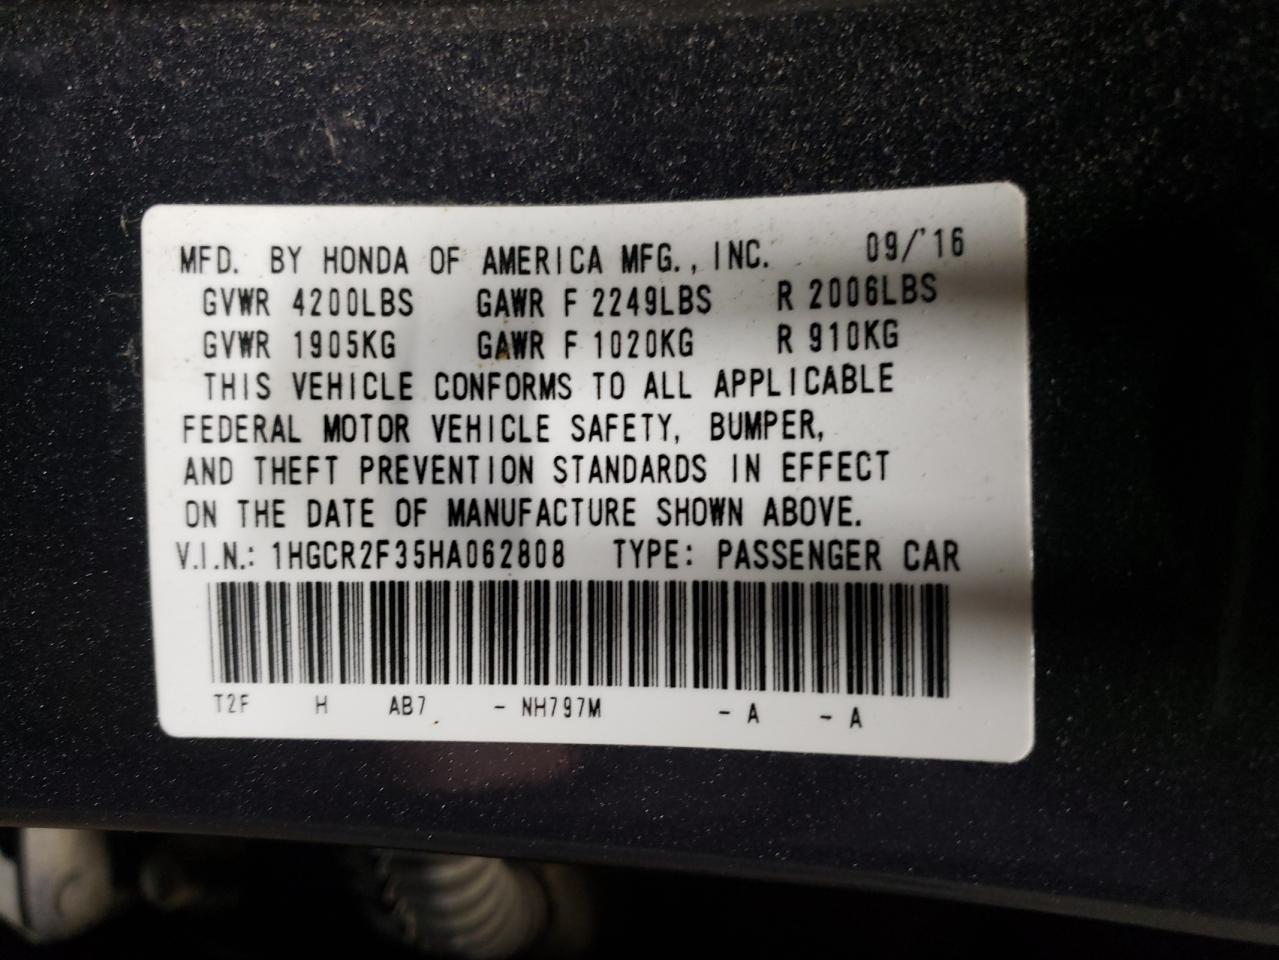 MFD. BY HONDA OF AMERICA MFG., INC. 09/'16
GVWR 4200LBS GAWR F 2249LBS R 2006LBS
GVWR 1905KG GAWR F 1020KG R 910KG
THIS VEHICLE CONFORMS TO ALL APPLICABLE
FEDERAL MOTOR VEHICLE SAFETY, BUMPER,
AND THEFT PREVENTION STANDARDS IN EFFECT
ON THE DATE OF MANUFACTURE SHOWN ABOVE.
V.I.N.: 1HGCR2F35HA062808 TYPE: PASSENGER CAR
T2F H AB7 - NH797M - A - A